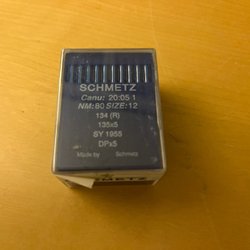 SCHMETZ
Canu: 20:05 1
NM:80 SIZE:12
134 (R)
135x5
SY 1955
DPx5
Made by Schmetz